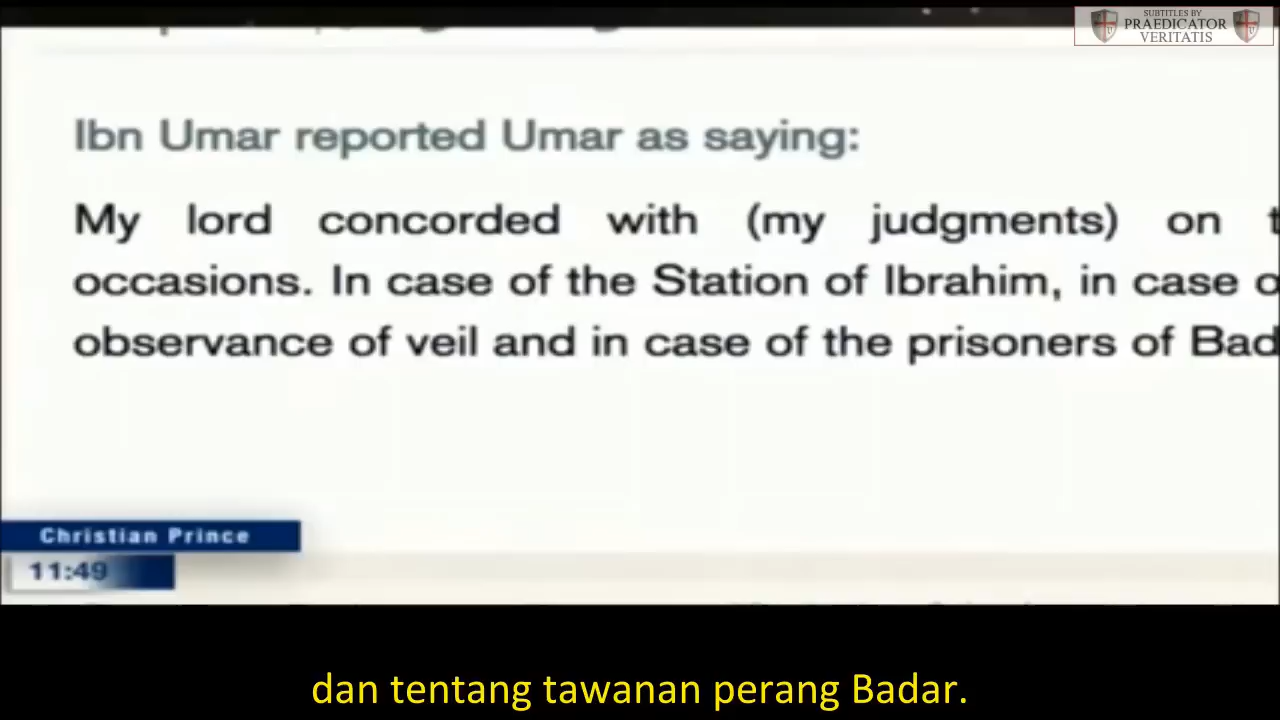 SUBTITLES BY
PRAEDICATOR
VERITATIS
Ibn Umar reported Umar as saying:
My lord concorded with (my judgments) on
occasions. In case of the Station of Ibrahim, in case
observance of veil and in case of the prisoners of Bad
Christian Prince
11:49
dan tentang tawanan perang Badar.